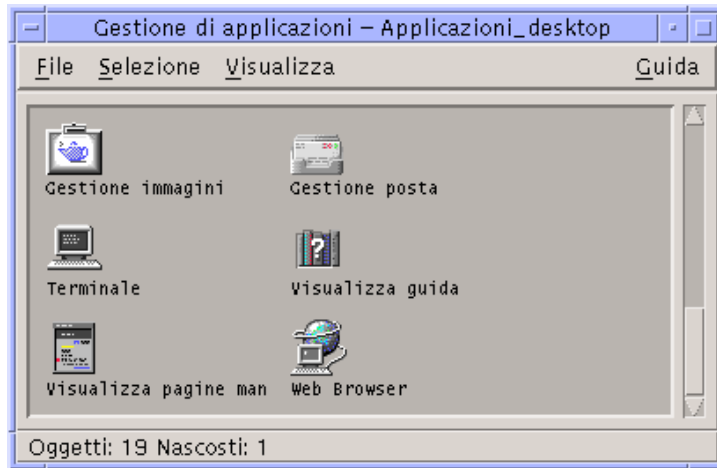 Gestione di applicazioni – Applicazioni_desktop
File Selezione Visualizza Guida
Gestione immagini Gestione posta
Terminale Visualizza guida
Visualizza pagine man Web Browser
Oggetti: 19 Nascosti: 1